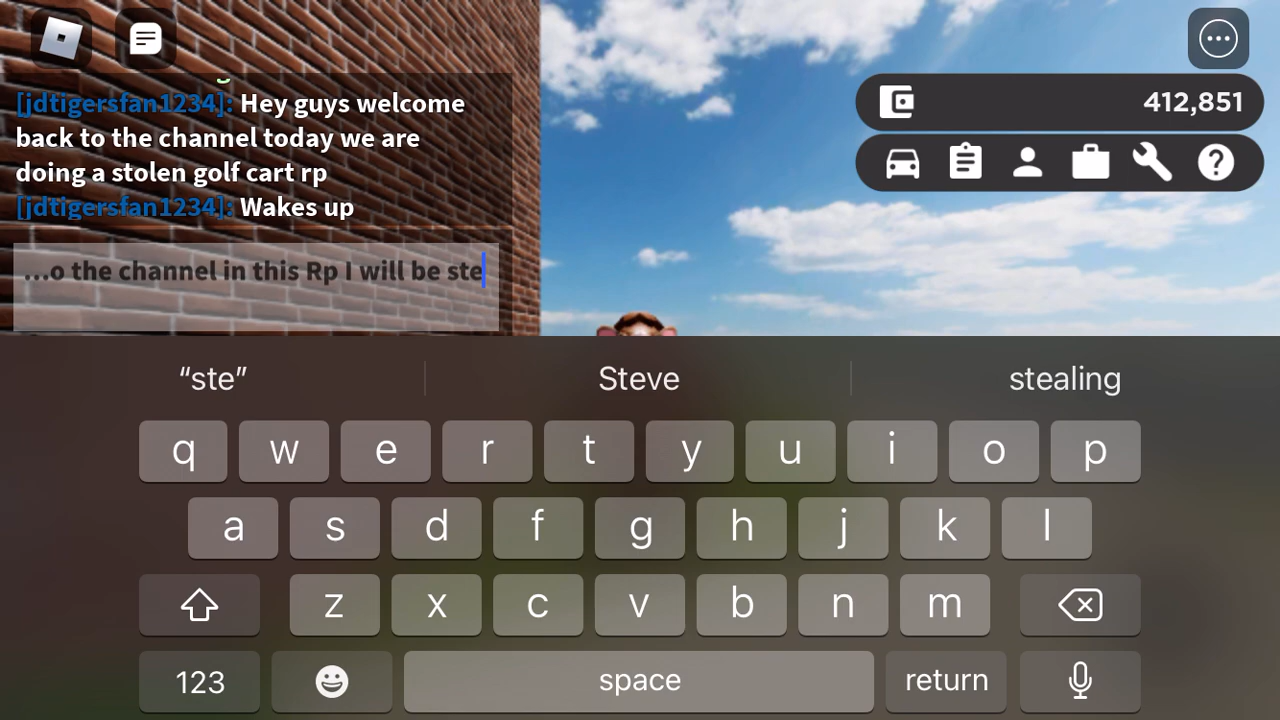 [jdtigersfan1234]: Hey guys welcome
back to the channel today we are
doing a stolen golf cart rp
[jdtigersfan1234]: Wakes up
...o the channel in this Rp I will be ste
412,851
“ste” Steve stealing
q w e r t y u i o p
a s d f g h j k l
z x c v b n m
123 space return